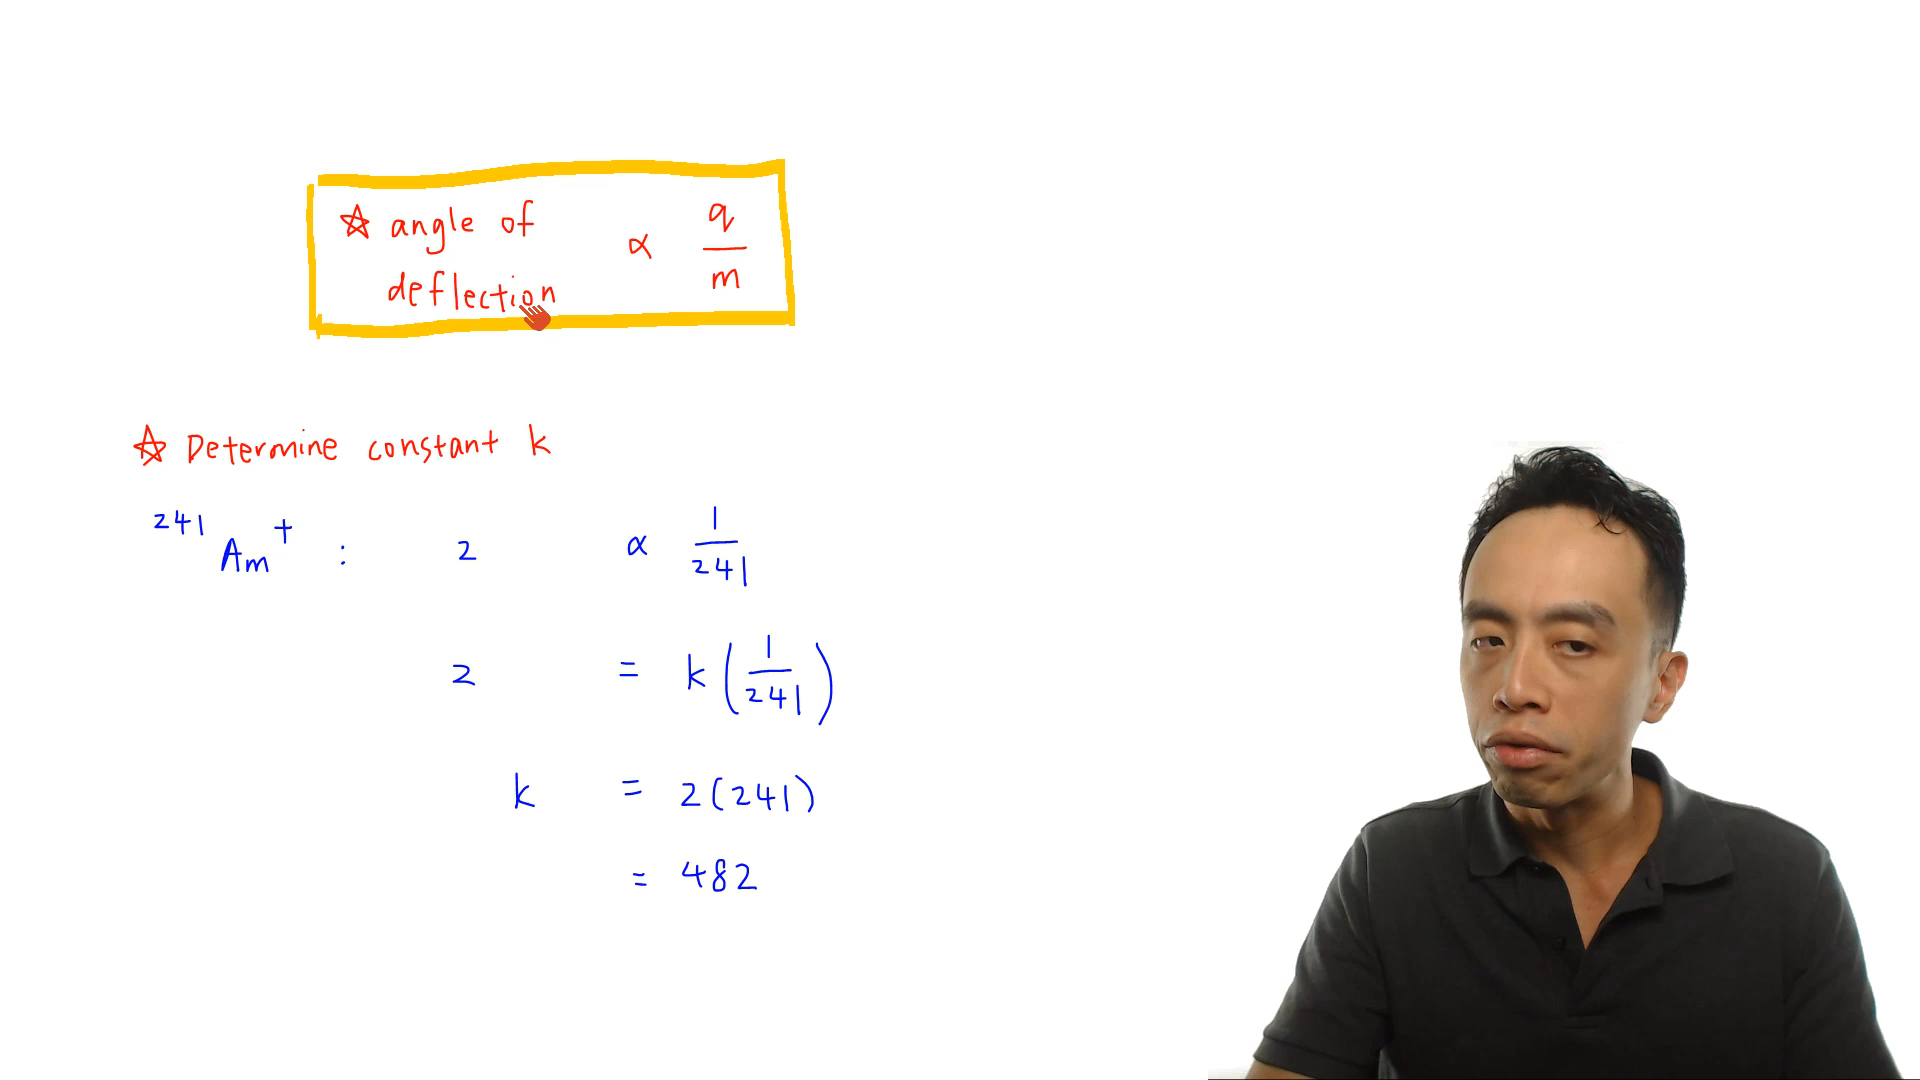 ☆ angle of deflection ∝ q/m
☆ Determine constant k
²⁴¹Am⁺ : 2 ∝ 1/241
2 = k(1/241)
k = 2(241)
= 482